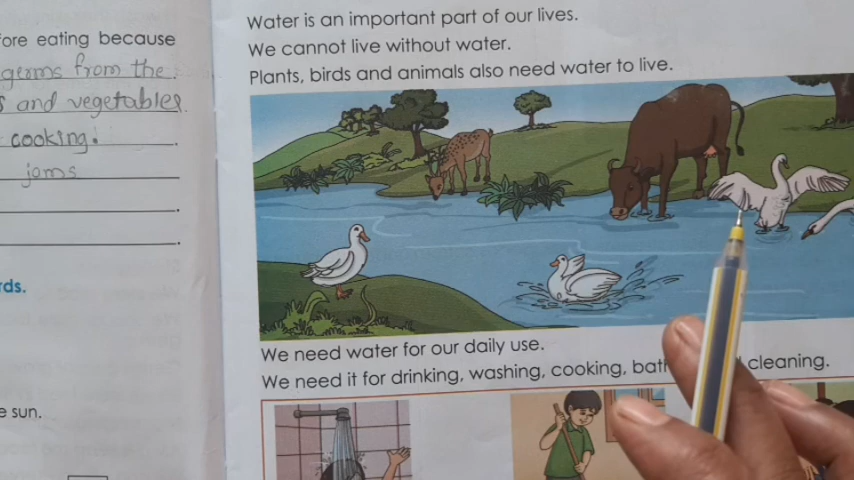 fore eating because
germs from the
s and vegetables
cooking.
jams
rds.
e sun.
Water is an important part of our lives.
We cannot live without water.
Plants, birds and animals also need water to live.
We need water for our daily use.
We need it for drinking, washing, cooking, bat cleaning.